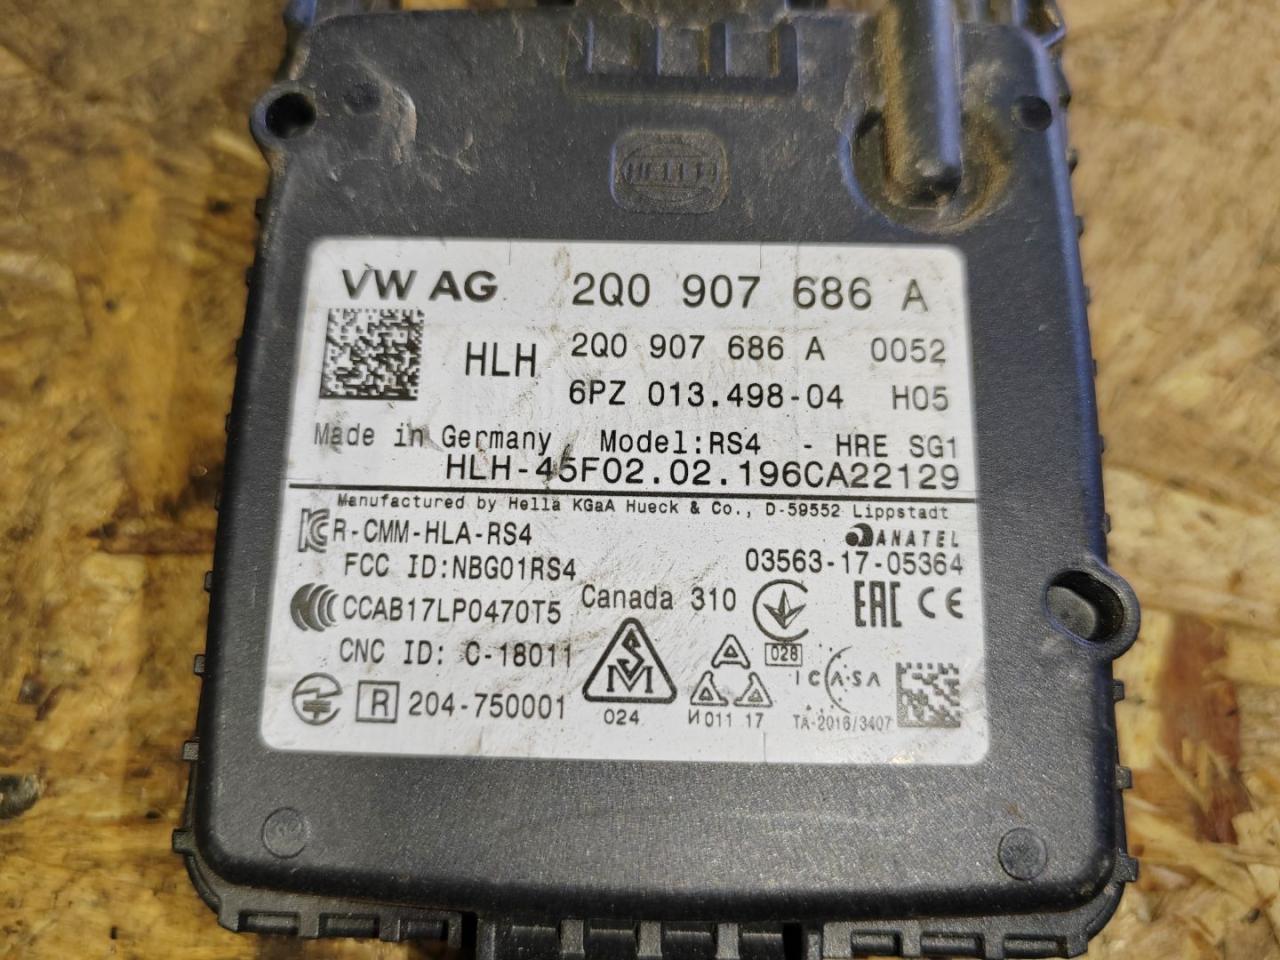 HELLA
VW AG 2Q0 907 686 A
HLH 2Q0 907 686 A 0052
6PZ 013.498-04 H05
Made in Germany Model:RS4 - HRE SG1
HLH-45F02.02.196CA22129
Manufactured by Hella KGaA Hueck & Co., D-59552 Lippstadt
R-CMM-HLA-RS4 ANATEL
FCC ID:NBG01RS4 03563-17-05364
CCAB17LP0470T5 Canada 310 EAC CE
CNC ID: C-18011 SM 028 ICASA
R 204-750001 024 И011 17 TA-2016/3407